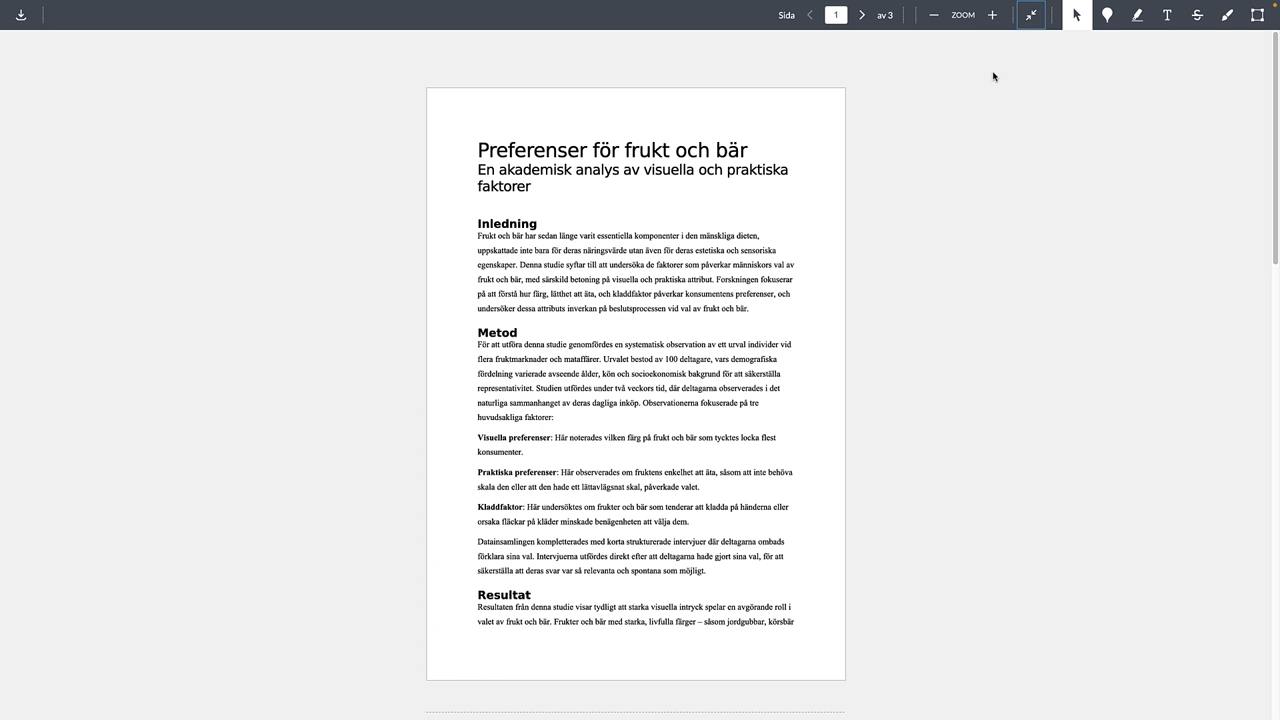 Sida 1 av 3 ZOOM
Preferenser för frukt och bär
En akademisk analys av visuella och praktiska
faktorer
Inledning
Frukt och bär har sedan länge varit essentiella komponenter i den mänskliga dieten,
uppskattade inte bara för deras näringsvärde utan även för deras estetiska och sensoriska
egenskaper. Denna studie syftar till att undersöka de faktorer som påverkar människors val av
frukt och bär, med särskild betoning på visuella och praktiska attribut. Forskningen fokuserar
på att förstå hur färg, lätthet att äta, och kladdfaktor påverkar konsumentens preferenser, och
undersöker dessa attributs inverkan på beslutsprocessen vid val av frukt och bär.
Metod
För att utföra denna studie genomfördes en systematisk observation av ett urval individer vid
flera fruktmarknader och mataffärer. Urvalet bestod av 100 deltagare, vars demografiska
fördelning varierade avseende ålder, kön och socioekonomisk bakgrund för att säkerställa
representativitet. Studien utfördes under två veckors tid, där deltagarna observerades i det
naturliga sammanhanget av deras dagliga inköp. Observationerna fokuserade på tre
huvudsakliga faktorer:
Visuella preferenser: Här noterades vilken färg på frukt och bär som tycktes locka flest
konsumenter.
Praktiska preferenser: Här observerades om fruktens enkelhet att äta, såsom att inte behöva
skala den eller att den hade ett lättavlägsnat skal, påverkade valet.
Kladdfaktor: Här undersöktes om frukter och bär som tenderar att kladda på händerna eller
orsaka fläckar på kläder minskade benägenheten att välja dem.
Datainsamlingen kompletterades med korta strukturerade intervjuer där deltagarna ombads
förklara sina val. Intervjuerna utfördes direkt efter att deltagarna hade gjort sina val, för att
säkerställa att deras svar var så relevanta och spontana som möjligt.
Resultat
Resultaten från denna studie visar tydligt att starka visuella intryck spelar en avgörande roll i
valet av frukt och bär. Frukter och bär med starka, livfulla färger – såsom jordgubbar, körsbär